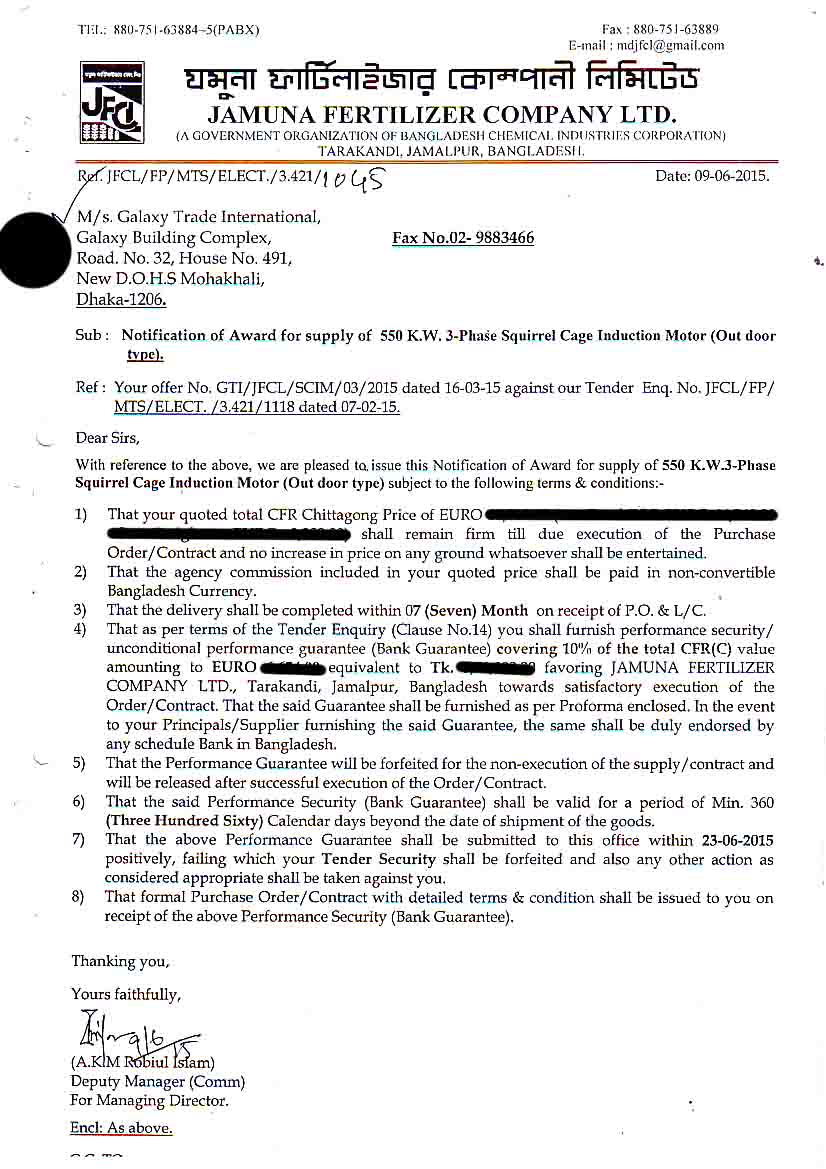 TEL: 880-751-63884-5(PABX)
Fax : 880-751-63889
E-mail : mdjfcl@gmail.com
যমুনা ফার্টিলাইজার কোম্পানী লিমিটেড
JFCL
JAMUNA FERTILIZER COMPANY LTD.
(A GOVERNMENT ORGANIZATION OF BANGLADESH CHEMICAL INDUSTRIES CORPORATION)
TARAKANDI, JAMALPUR, BANGLADESH.
Ref. JFCL/FP/MTS/ELECT./3.421/1045
Date: 09-06-2015.
M/s. Galaxy Trade International,
Galaxy Building Complex,
Fax No.02- 9883466
Road. No. 32, House No. 491,
New D.O.H.S Mohakhali,
Dhaka-1206.
Sub : Notification of Award for supply of 550 K.W. 3-Phase Squirrel Cage Induction Motor (Out door
type).
Ref : Your offer No. GTI/JFCL/SCIM/03/2015 dated 16-03-15 against our Tender Enq. No. JFCL/FP/
MTS/ELECT. /3.421/1118 dated 07-02-15.
Dear Sirs,
With reference to the above, we are pleased to issue this Notification of Award for supply of 550 K.W.3-Phase
Squirrel Cage Induction Motor (Out door type) subject to the following terms & conditions:-
1) That your quoted total CFR Chittagong Price of EURO
shall remain firm till due execution of the Purchase
Order/Contract and no increase in price on any ground whatsoever shall be entertained.
2) That the agency commission included in your quoted price shall be paid in non-convertible
Bangladesh Currency.
3) That the delivery shall be completed within 07 (Seven) Month on receipt of P.O. & L/C.
4) That as per terms of the Tender Enquiry (Clause No.14) you shall furnish performance security/
unconditional performance guarantee (Bank Guarantee) covering 10% of the total CFR(C) value
amounting to EURO equivalent to Tk. favoring JAMUNA FERTILIZER
COMPANY LTD., Tarakandi, Jamalpur, Bangladesh towards satisfactory execution of the
Order/Contract. That the said Guarantee shall be furnished as per Proforma enclosed. In the event
to your Principals/Supplier furnishing the said Guarantee, the same shall be duly endorsed by
any schedule Bank in Bangladesh.
5) That the Performance Guarantee will be forfeited for the non-execution of the supply/contract and
will be released after successful execution of the Order/Contract.
6) That the said Performance Security (Bank Guarantee) shall be valid for a period of Min. 360
(Three Hundred Sixty) Calendar days beyond the date of shipment of the goods.
7) That the above Performance Guarantee shall be submitted to this office within 23-06-2015
positively, failing which your Tender Security shall be forfeited and also any other action as
considered appropriate shall be taken against you.
8) That formal Purchase Order/Contract with detailed terms & condition shall be issued to you on
receipt of the above Performance Security (Bank Guarantee).
Thanking you,
Yours faithfully,
(A.K.M Robiul Islam)
Deputy Manager (Comm)
For Managing Director.
Encl: As above.